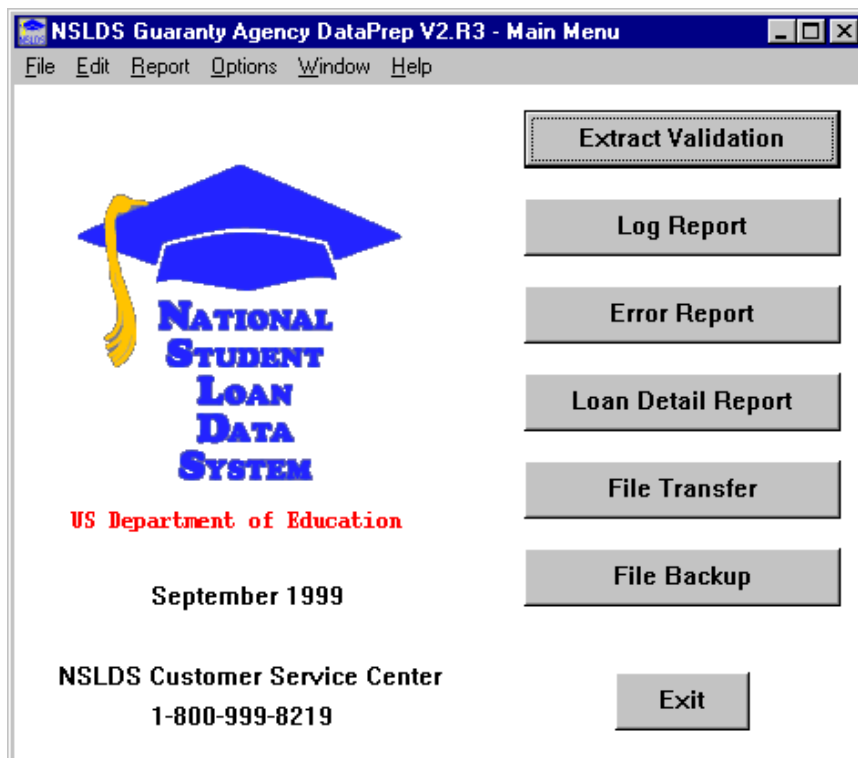 NSLDS Guaranty Agency DataPrep V2.R3 - Main Menu
File Edit Report Options Window Help
Extract Validation
Log Report
Error Report
Loan Detail Report
File Transfer
File Backup
Exit
NATIONAL
STUDENT
LOAN
DATA
SYSTEM
US Department of Education
September 1999
NSLDS Customer Service Center
1-800-999-8219